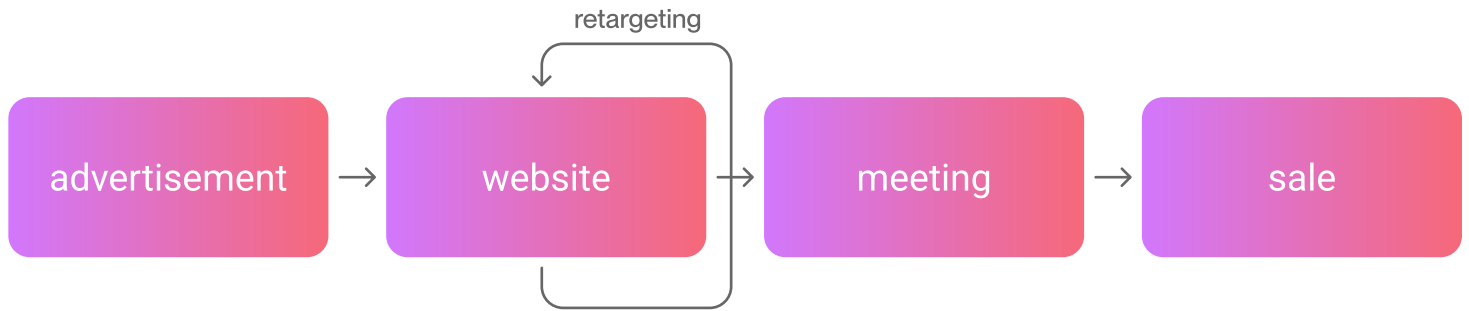 retargeting
advertisement
website
meeting
sale